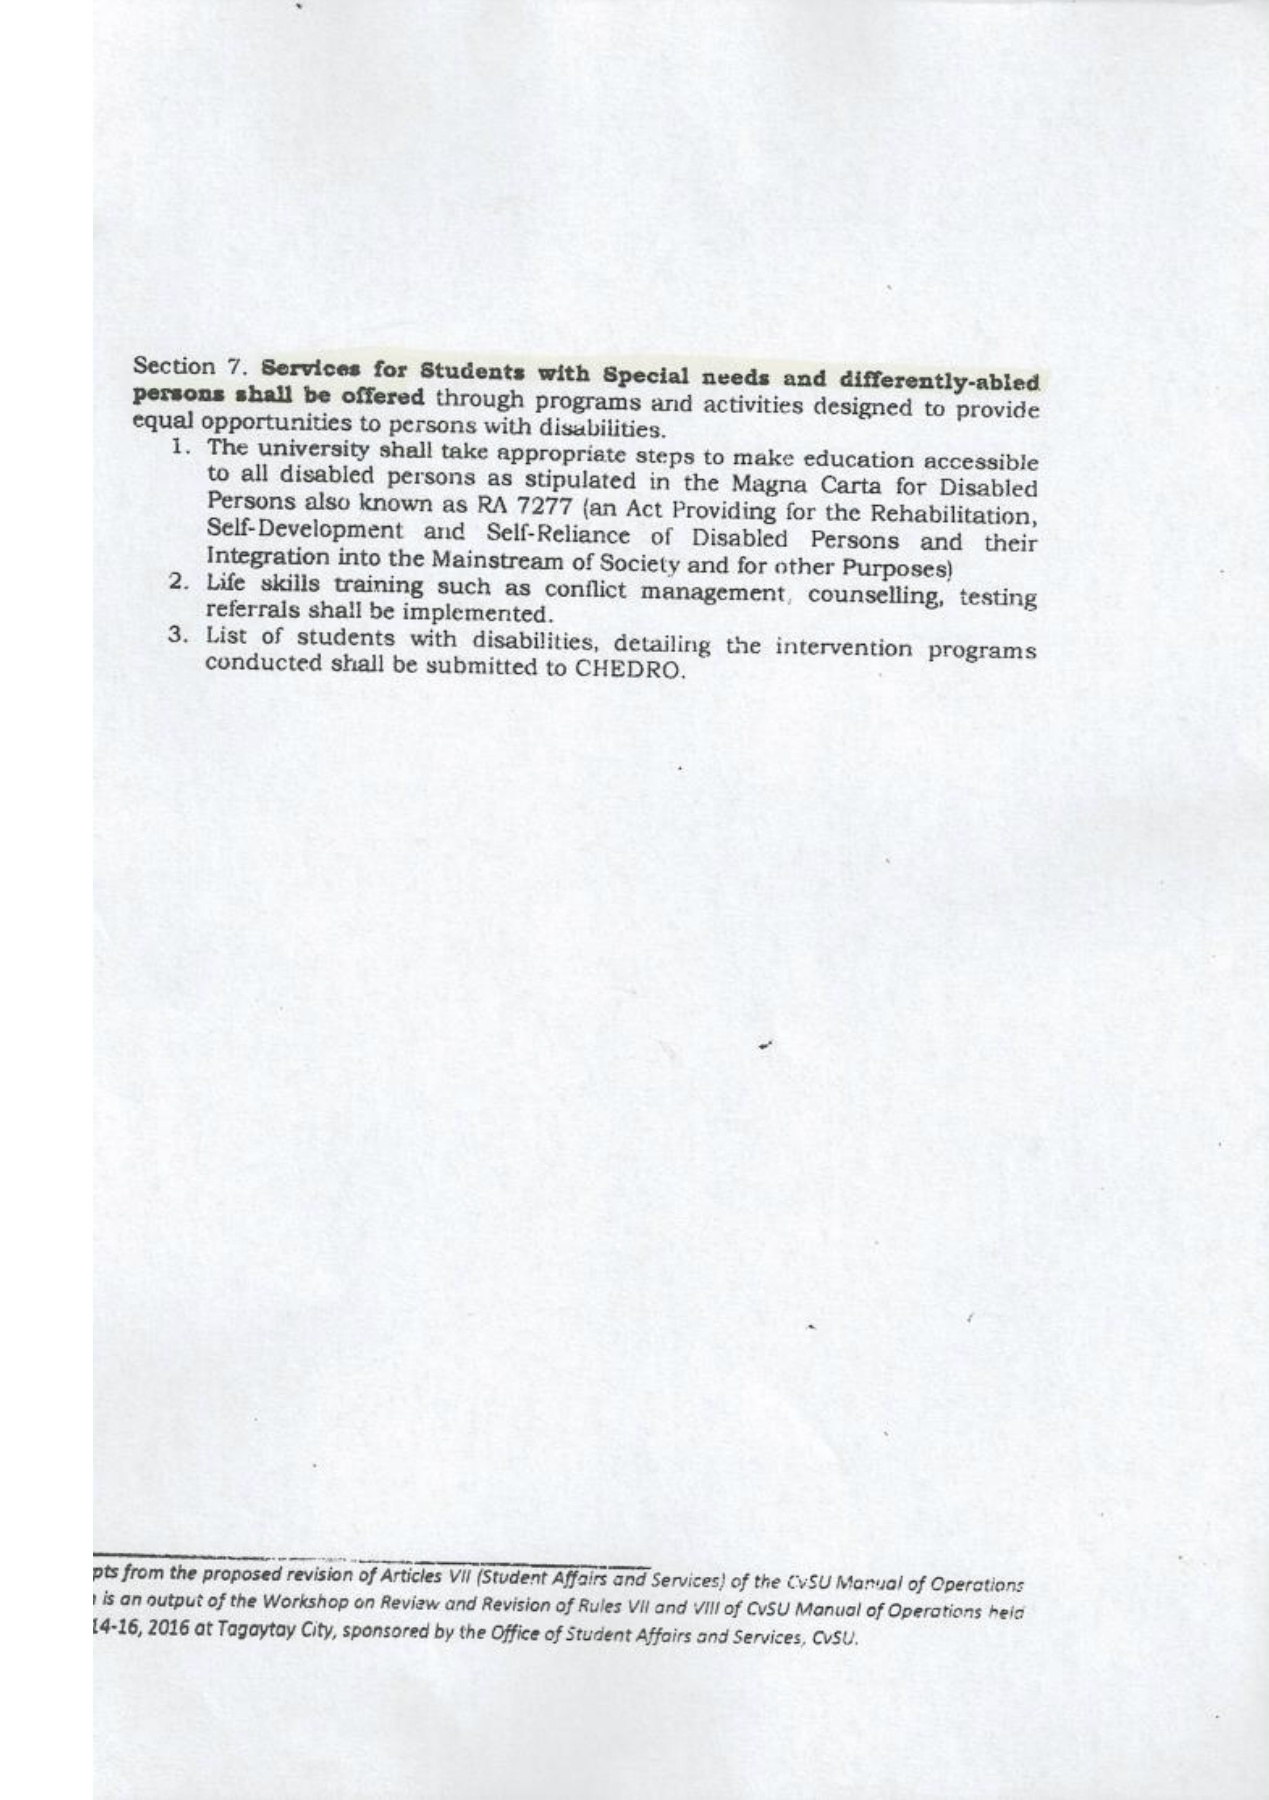 Section 7. Services for Students with Special needs and differently-abled
persons shall be offered through programs and activities designed to provide
equal opportunities to persons with disabilities.
1. The university shall take appropriate steps to make education accessible
to all disabled persons as stipulated in the Magna Carta for Disabled
Persons also known as RA 7277 (an Act Providing for the Rehabilitation,
Self-Development and Self-Reliance of Disabled Persons and their
Integration into the Mainstream of Society and for other Purposes)
2. Life skills training such as conflict management, counselling, testing
referrals shall be implemented.
3. List of students with disabilities, detailing the intervention programs
conducted shall be submitted to CHEDRO.
pts from the proposed revision of Articles VII (Student Affairs and Services) of the CvSU Manual of Operations
is an output of the Workshop on Review and Revision of Rules VII and VIII of CvSU Manual of Operations held
14-16, 2016 at Tagaytay City, sponsored by the Office of Student Affairs and Services, CvSU.